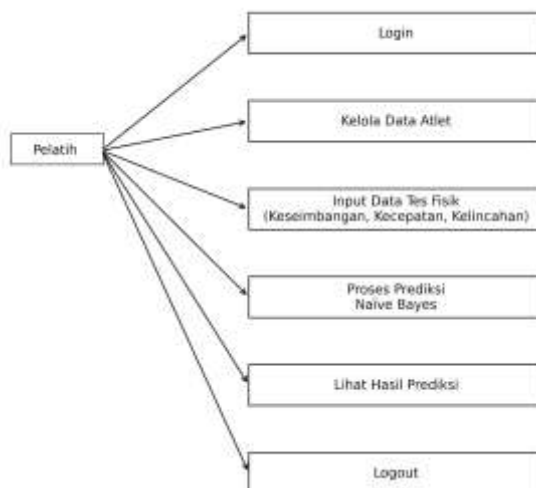 Login
Kelola Data Atlet
Pelatih
Input Data Tes Fisik
(Keseimbangan, Kecepatan, Kelincahan)
Proses Prediksi
Naïve Bayes
Lihat Hasil Prediksi
Logout